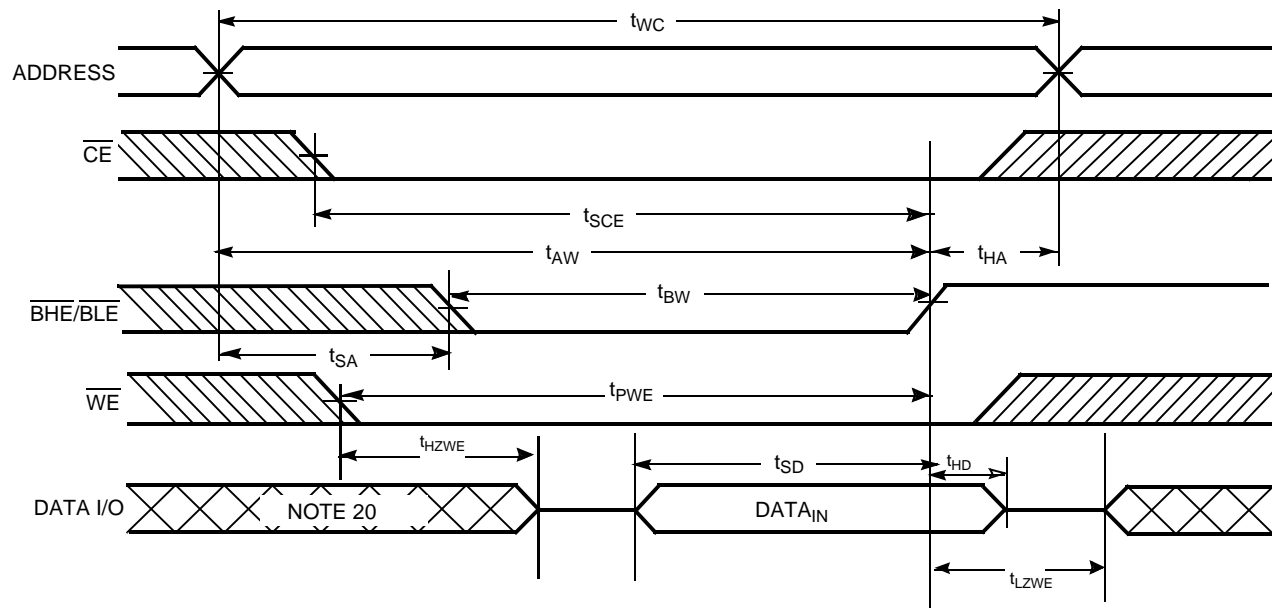 tWC
ADDRESS
CE
tSCE
tAW
tHA
BHE/BLE
tBW
tSA
WE
tPWE
tHZWE
tSD
tHD
DATA I/O
NOTE 20
DATAIN
tLZWE